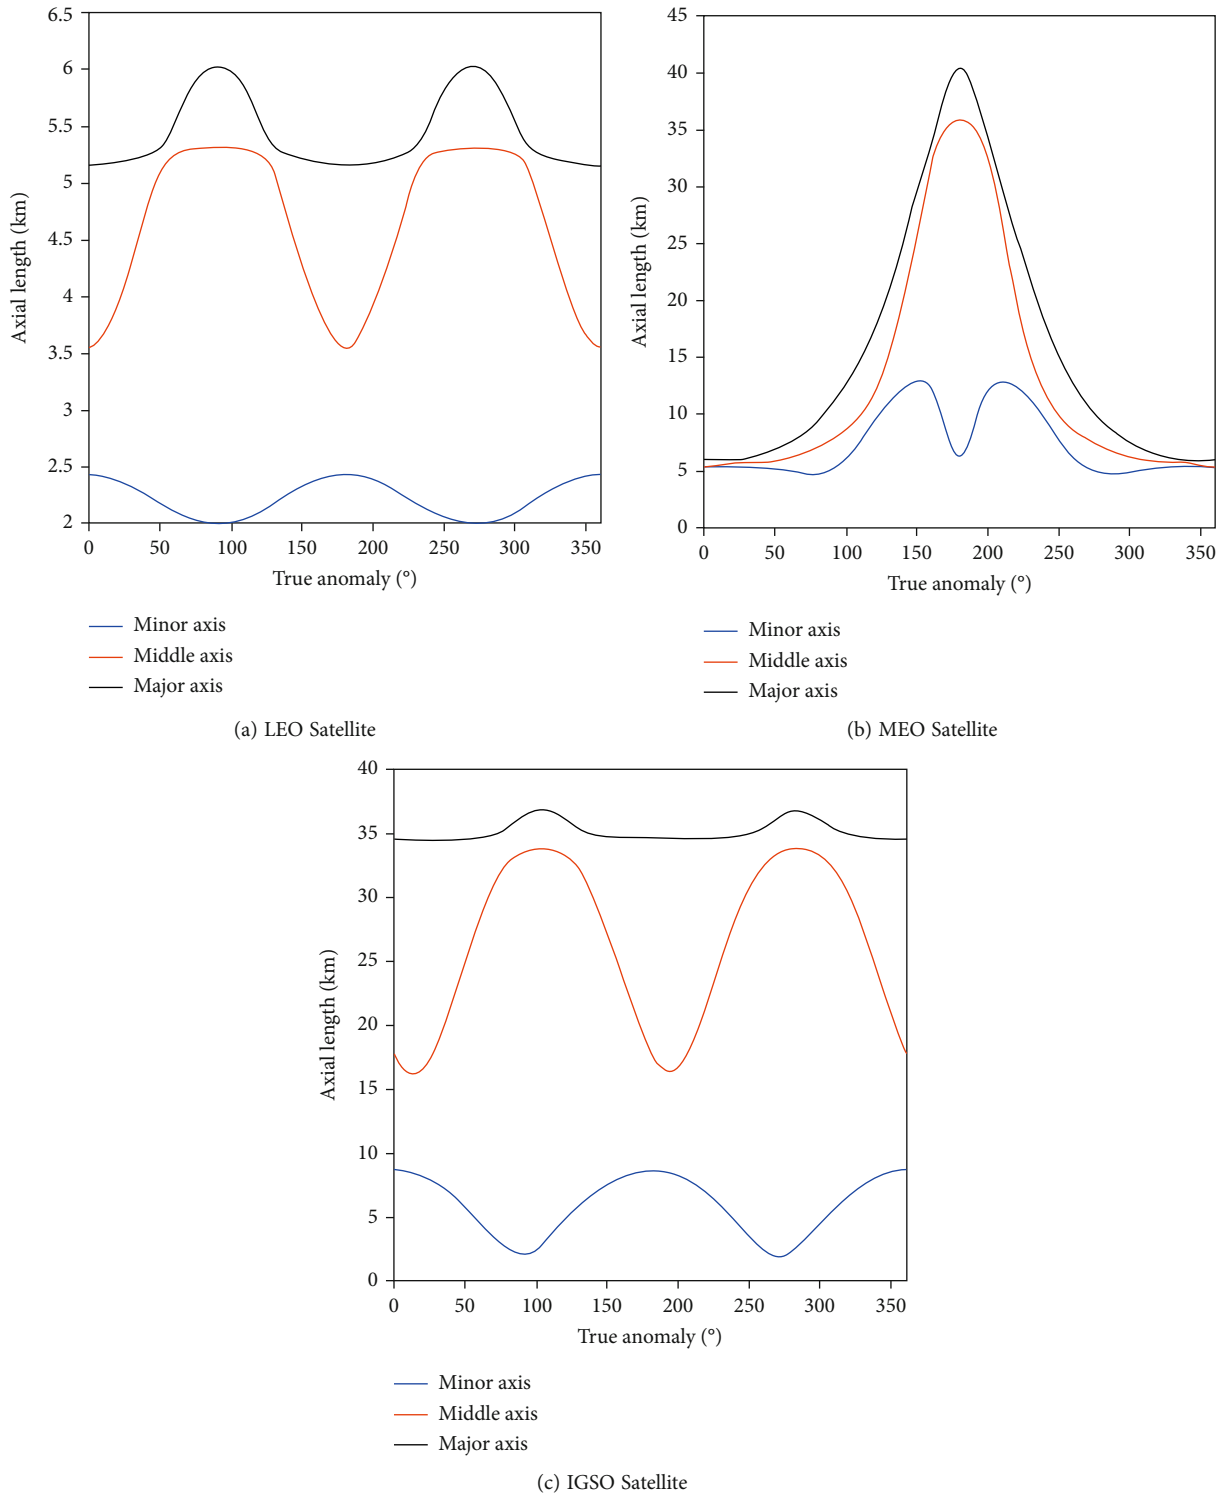 6.5
6
5.5
5
4.5
4
3.5
3
2.5
2
Axial length (km)
0 50 100 150 200 250 300 350
True anomaly (°)
Minor axis
Middle axis
Major axis
(a) LEO Satellite
45
40
35
30
25
20
15
10
5
0
Axial length (km)
0 50 100 150 200 250 300 350
True anomaly (°)
Minor axis
Middle axis
Major axis
(b) MEO Satellite
40
35
30
25
20
15
10
5
0
Axial length (km)
0 50 100 150 200 250 300 350
True anomaly (°)
Minor axis
Middle axis
Major axis
(c) IGSO Satellite